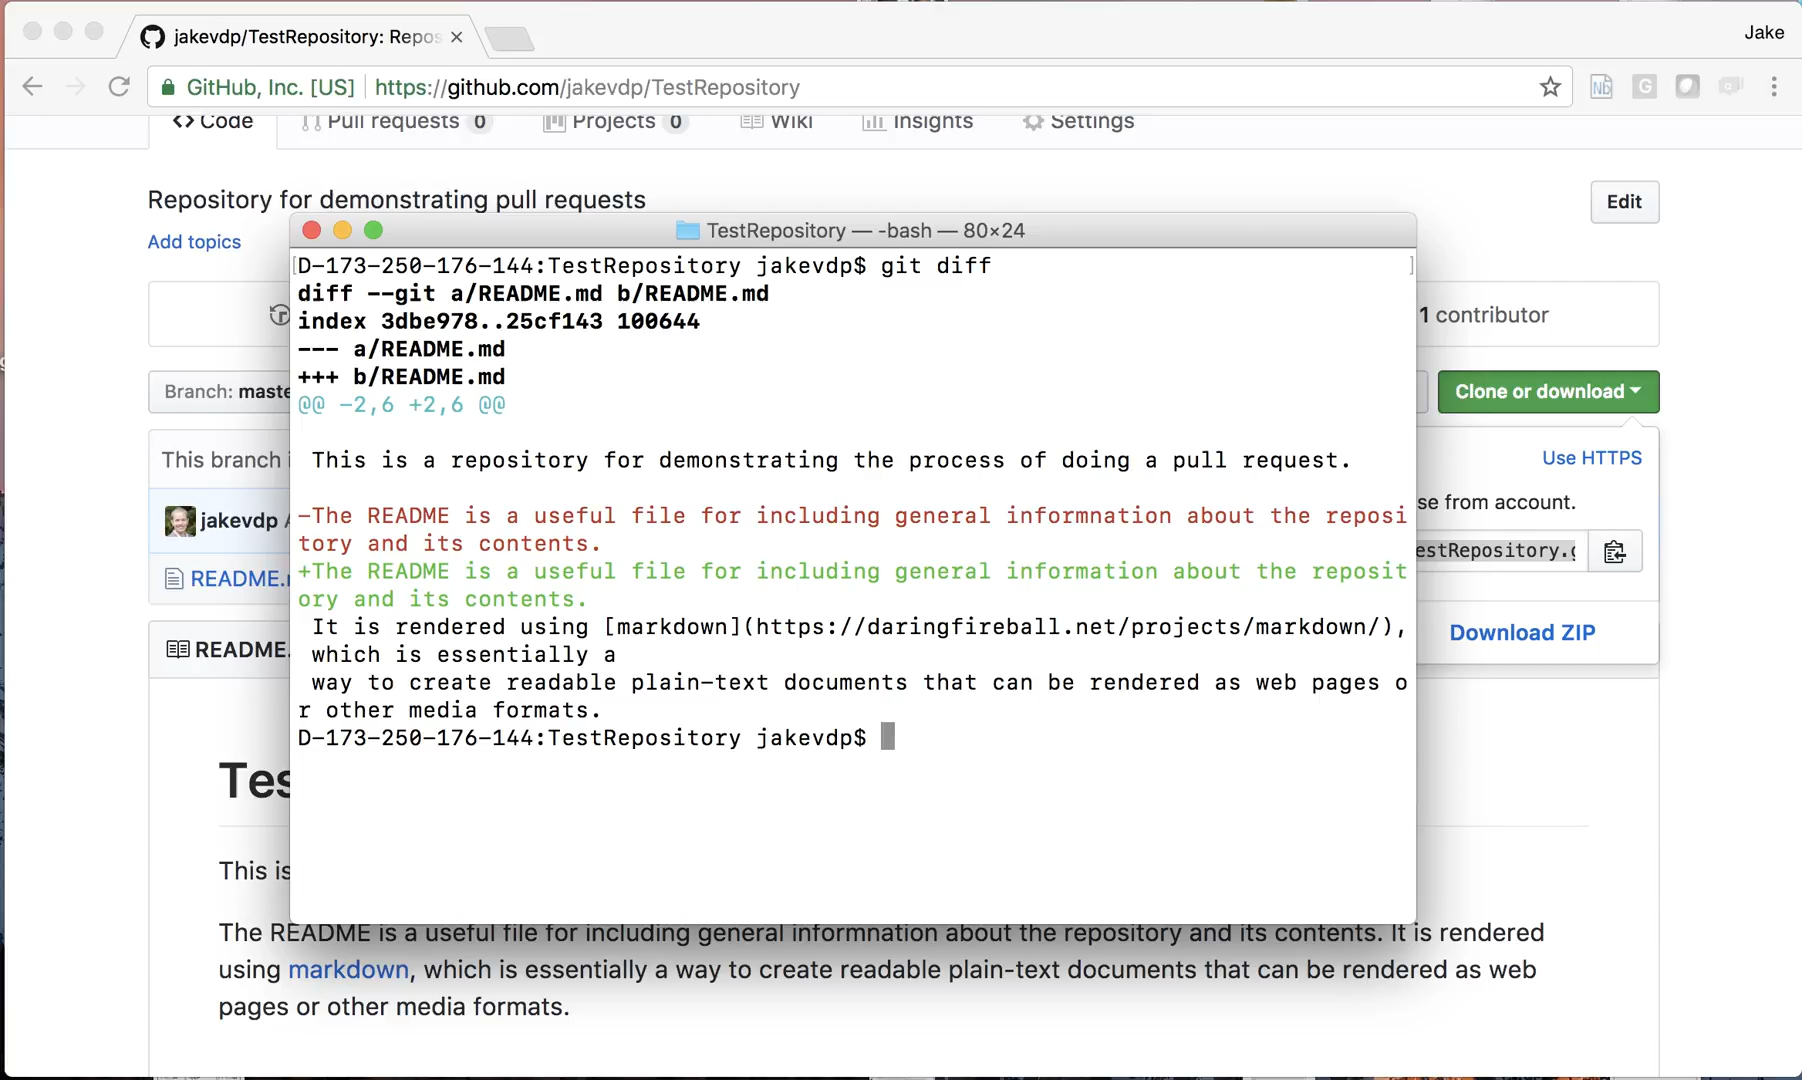 jakevdp/TestRepository: Repos
Jake
GitHub, Inc. [US] https://github.com/jakevdp/TestRepository
<> Code Pull requests 0 Projects 0 Wiki Insights Settings
Repository for demonstrating pull requests
Edit
Add topics
TestRepository — -bash — 80×24
D-173-250-176-144:TestRepository jakevdp$ git diff
diff --git a/README.md b/README.md
index 3dbe978..25cf143 100644
--- a/README.md
+++ b/README.md
@@ -2,6 +2,6 @@
This is a repository for demonstrating the process of doing a pull request.
-The README is a useful file for including general informnation about the reposi
tory and its contents.
+The README is a useful file for including general information about the reposit
ory and its contents.
It is rendered using [markdown](https://daringfireball.net/projects/markdown/),
which is essentially a
way to create readable plain-text documents that can be rendered as web pages o
r other media formats.
D-173-250-176-144:TestRepository jakevdp$
1 contributor
Branch: maste
Clone or download
This branch i
Use HTTPS
se from account.
jakevdp
estRepository.g
README.
Download ZIP
README.
Tes
This is
The README is a useful file for including general informnation about the repository and its contents. It is rendered
using markdown, which is essentially a way to create readable plain-text documents that can be rendered as web
pages or other media formats.